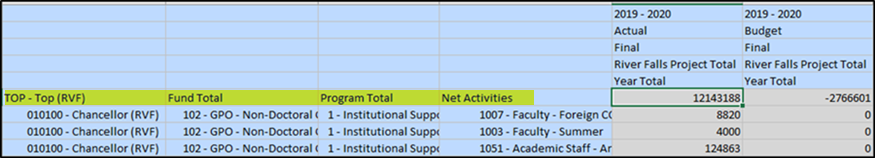 2019 - 2020 2019 - 2020
Actual Budget
Final Final
River Falls Project Total River Falls Project Total
Year Total Year Total
TOP - Top (RVF) Fund Total Program Total Net Activities 12143188 -2766601
010100 - Chancellor (RVF) 102 - GPO - Non-Doctoral 1 - Institutional Suppo 1007 - Faculty - Foreign 8820 0
010100 - Chancellor (RVF) 102 - GPO - Non-Doctoral 1 - Institutional Suppo 1003 - Faculty - Summer 4000 0
010100 - Chancellor (RVF) 102 - GPO - Non-Doctoral 1 - Institutional Suppo 1051 - Academic Staff - 124863 0